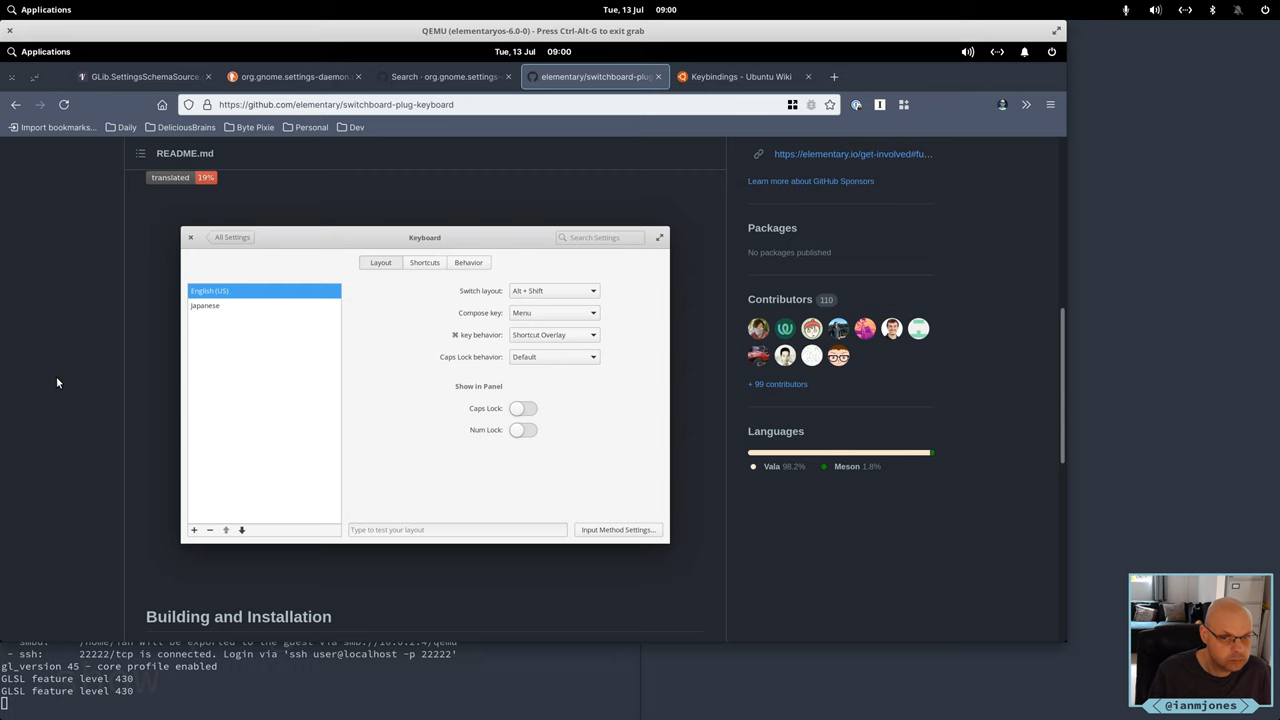 Applications
Tue, 13 Jul 09:00
QEMU (elementaryos-6.0-0) - Press Ctrl-Alt-G to exit grab
Applications
Tue, 13 Jul 09:00
GLib.SettingsSchemaSource.
org.gnome.settings-daemon.
Search · org.gnome.settings-
elementary/switchboard-plug
Keybindings - Ubuntu Wiki
https://github.com/elementary/switchboard-plug-keyboard
Import bookmarks...
Daily
DeliciousBrains
Byte Pixie
Personal
Dev
README.md
translated 19%
All Settings
Keyboard
Search Settings
Layout
Shortcuts
Behavior
English (US)
Japanese
Switch layout: Alt + Shift
Compose key: Menu
⌘ key behavior: Shortcut Overlay
Caps Lock behavior: Default
Show in Panel
Caps Lock:
Num Lock:
Type to test your layout
Input Method Settings...
Building and Installation
https://elementary.io/get-involved#fu...
Learn more about GitHub Sponsors
Packages
No packages published
Contributors 110
+ 99 contributors
Languages
Vala 98.2%
Meson 1.8%
- ssh: 22222/tcp is connected. Login via 'ssh user@localhost -p 22222'
gl_version 45 - core profile enabled
GLSL feature level 430
GLSL feature level 430
@ianmjones